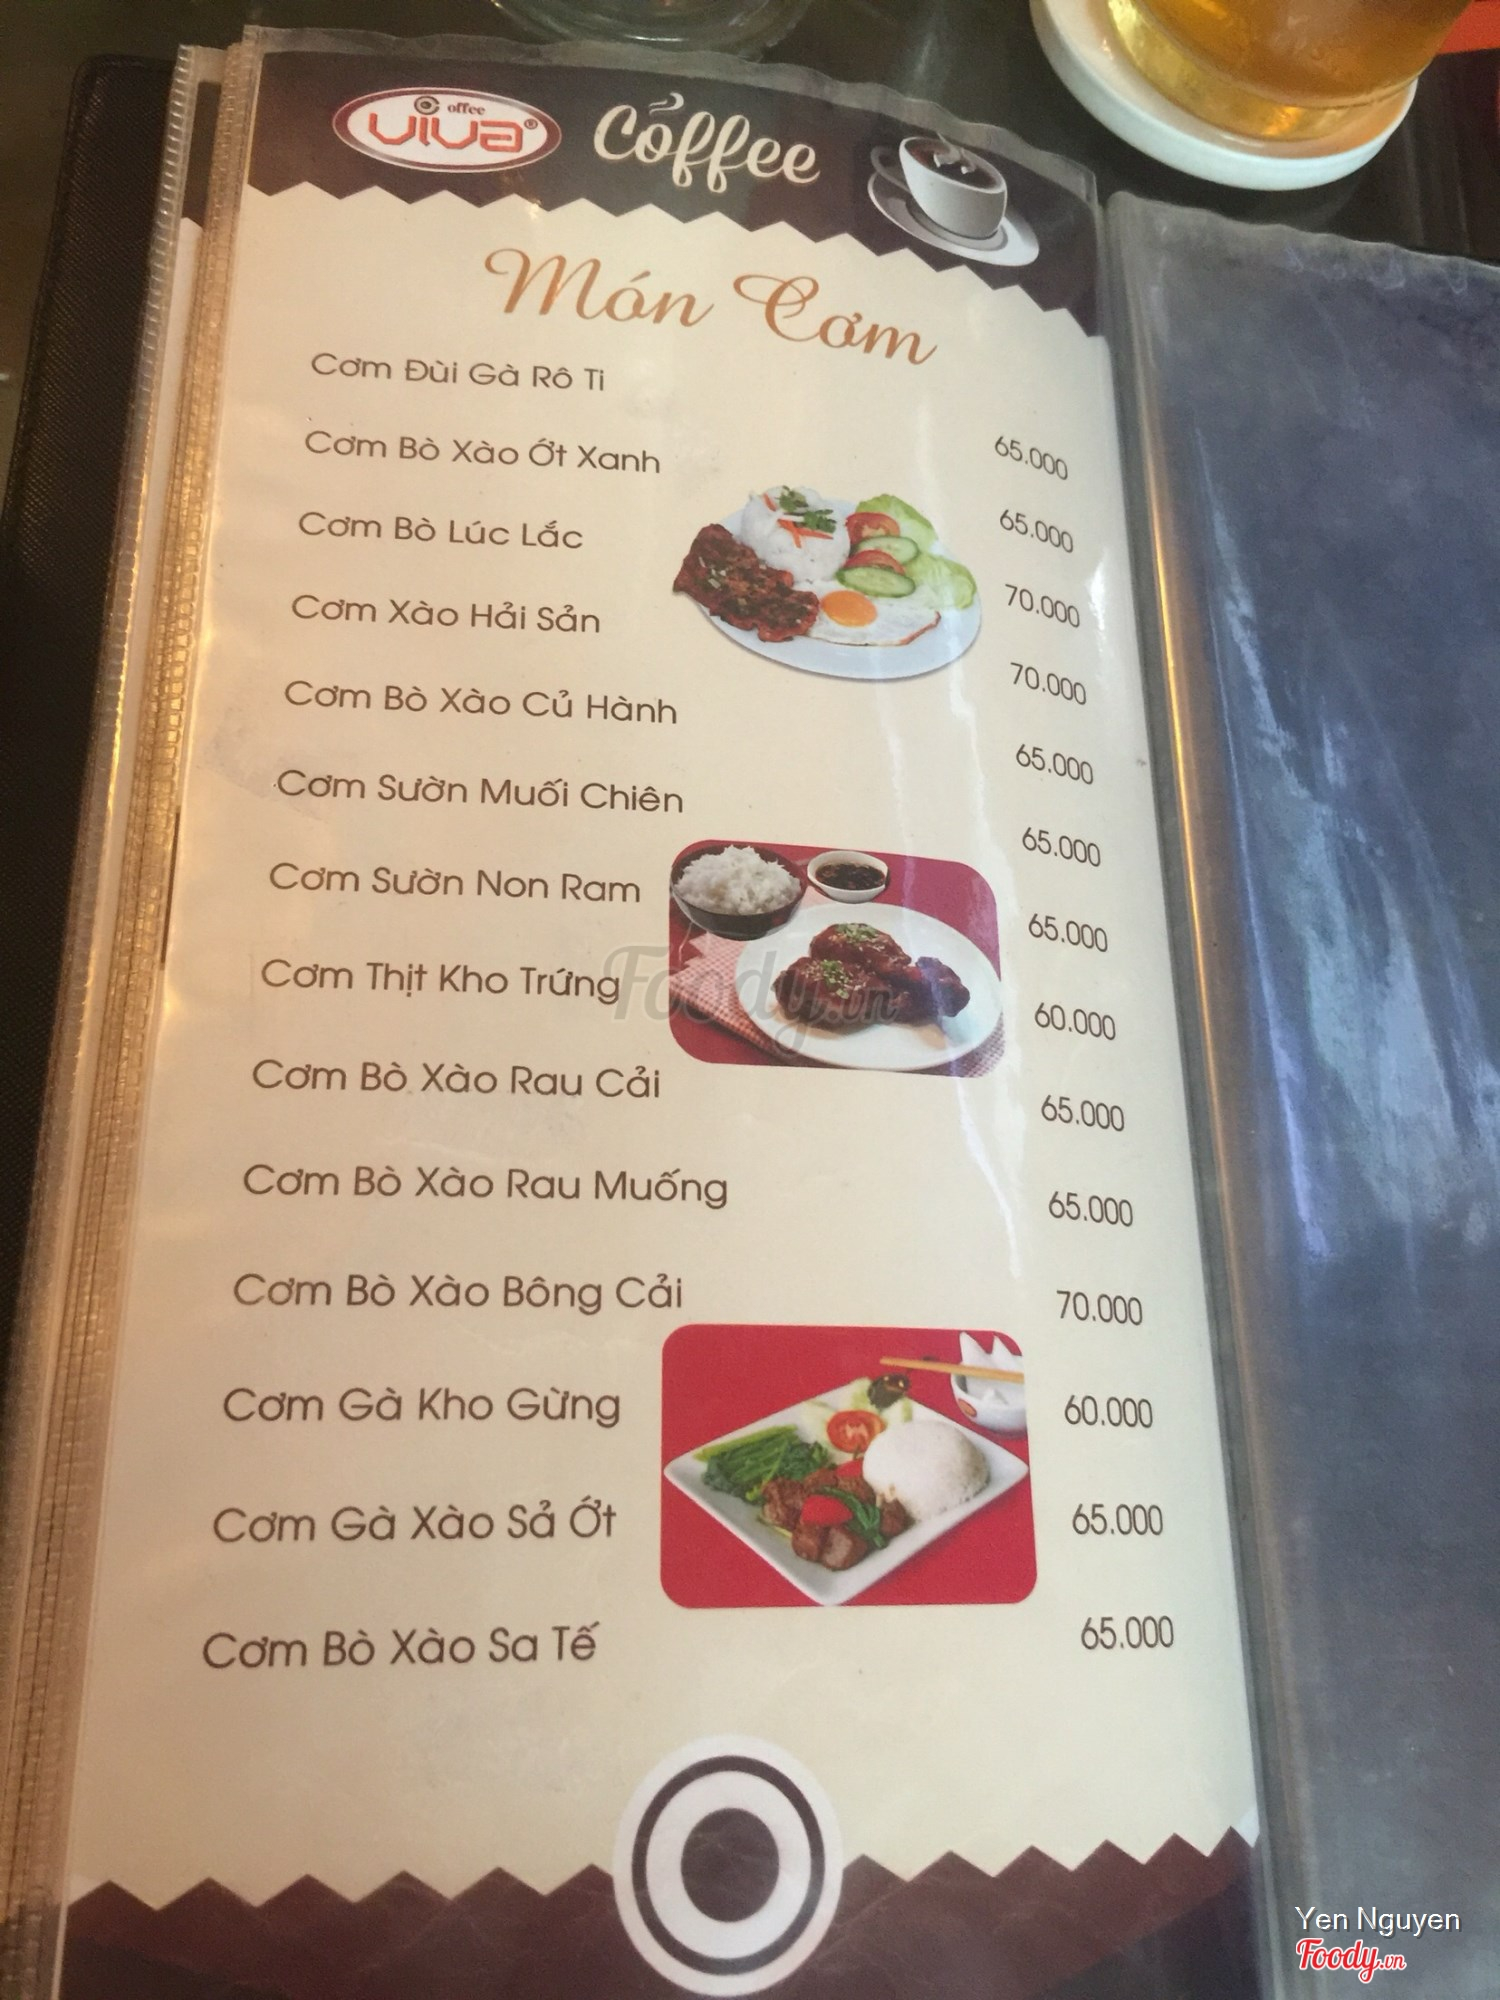 Coffee
viva®
Coffee
Món Cơm
Cơm Đùi Gà Rô Ti 65.000
Cơm Bò Xào Ớt Xanh 65.000
Cơm Bò Lúc Lắc 70.000
Cơm Xào Hải Sản 70.000
Cơm Bò Xào Củ Hành 65.000
Cơm Sườn Muối Chiên 65.000
Cơm Sườn Non Ram 65.000
Cơm Thịt Kho Trứng 60.000
Cơm Bò Xào Rau Cải 65.000
Cơm Bò Xào Rau Muống 65.000
Cơm Bò Xào Bông Cải 70.000
Cơm Gà Kho Gừng 60.000
Cơm Gà Xào Sả Ớt 65.000
Cơm Bò Xào Sa Tế 65.000
Foody.vn
Yen Nguyen
Foody.vn